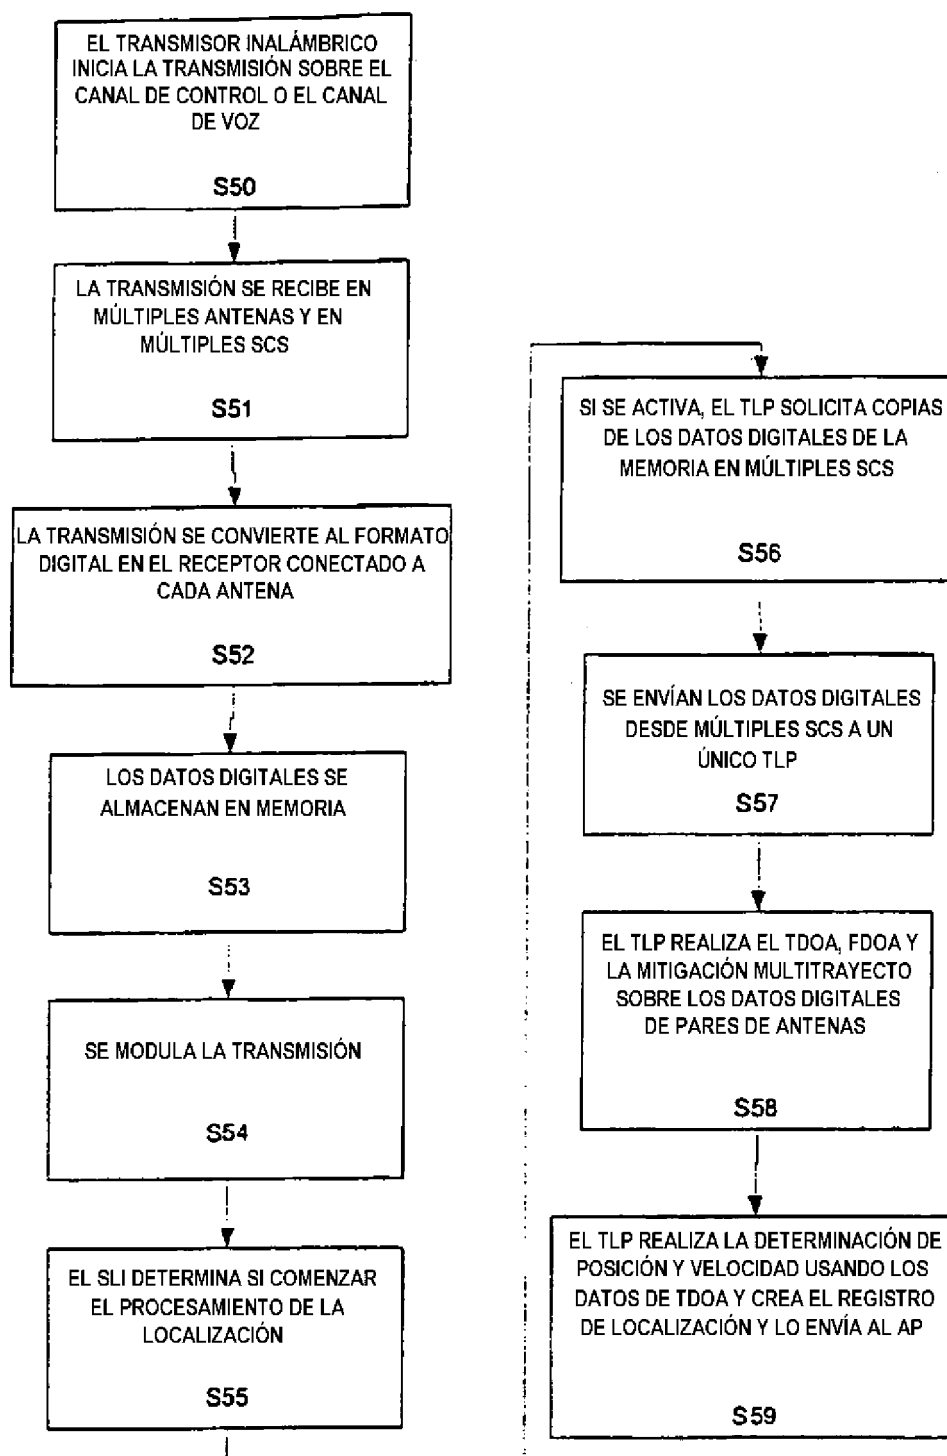 EL TRANSMISOR INALÁMBRICO
INICIA LA TRANSMISIÓN SOBRE EL
CANAL DE CONTROL O EL CANAL
DE VOZ
S50
LA TRANSMISIÓN SE RECIBE EN
MÚLTIPLES ANTENAS Y EN
MÚLTIPLES SCS
S51
LA TRANSMISIÓN SE CONVIERTE AL FORMATO
DIGITAL EN EL RECEPTOR CONECTADO A
CADA ANTENA
S52
LOS DATOS DIGITALES SE
ALMACENAN EN MEMORIA
S53
SE MODULA LA TRANSMISIÓN
S54
EL SLI DETERMINA SI COMENZAR
EL PROCESAMIENTO DE LA
LOCALIZACIÓN
S55
SI SE ACTIVA, EL TLP SOLICITA COPIAS
DE LOS DATOS DIGITALES DE LA
MEMORIA EN MÚLTIPLES SCS
S56
SE ENVÍAN LOS DATOS DIGITALES
DESDE MÚLTIPLES SCS A UN
ÚNICO TLP
S57
EL TLP REALIZA EL TDOA, FDOA Y
LA MITIGACIÓN MULTITRAYECTO
SOBRE LOS DATOS DIGITALES
DE PARES DE ANTENAS
S58
EL TLP REALIZA LA DETERMINACIÓN DE
POSICIÓN Y VELOCIDAD USANDO LOS
DATOS DE TDOA Y CREA EL REGISTRO
DE LOCALIZACIÓN Y LO ENVÍA AL AP
S59